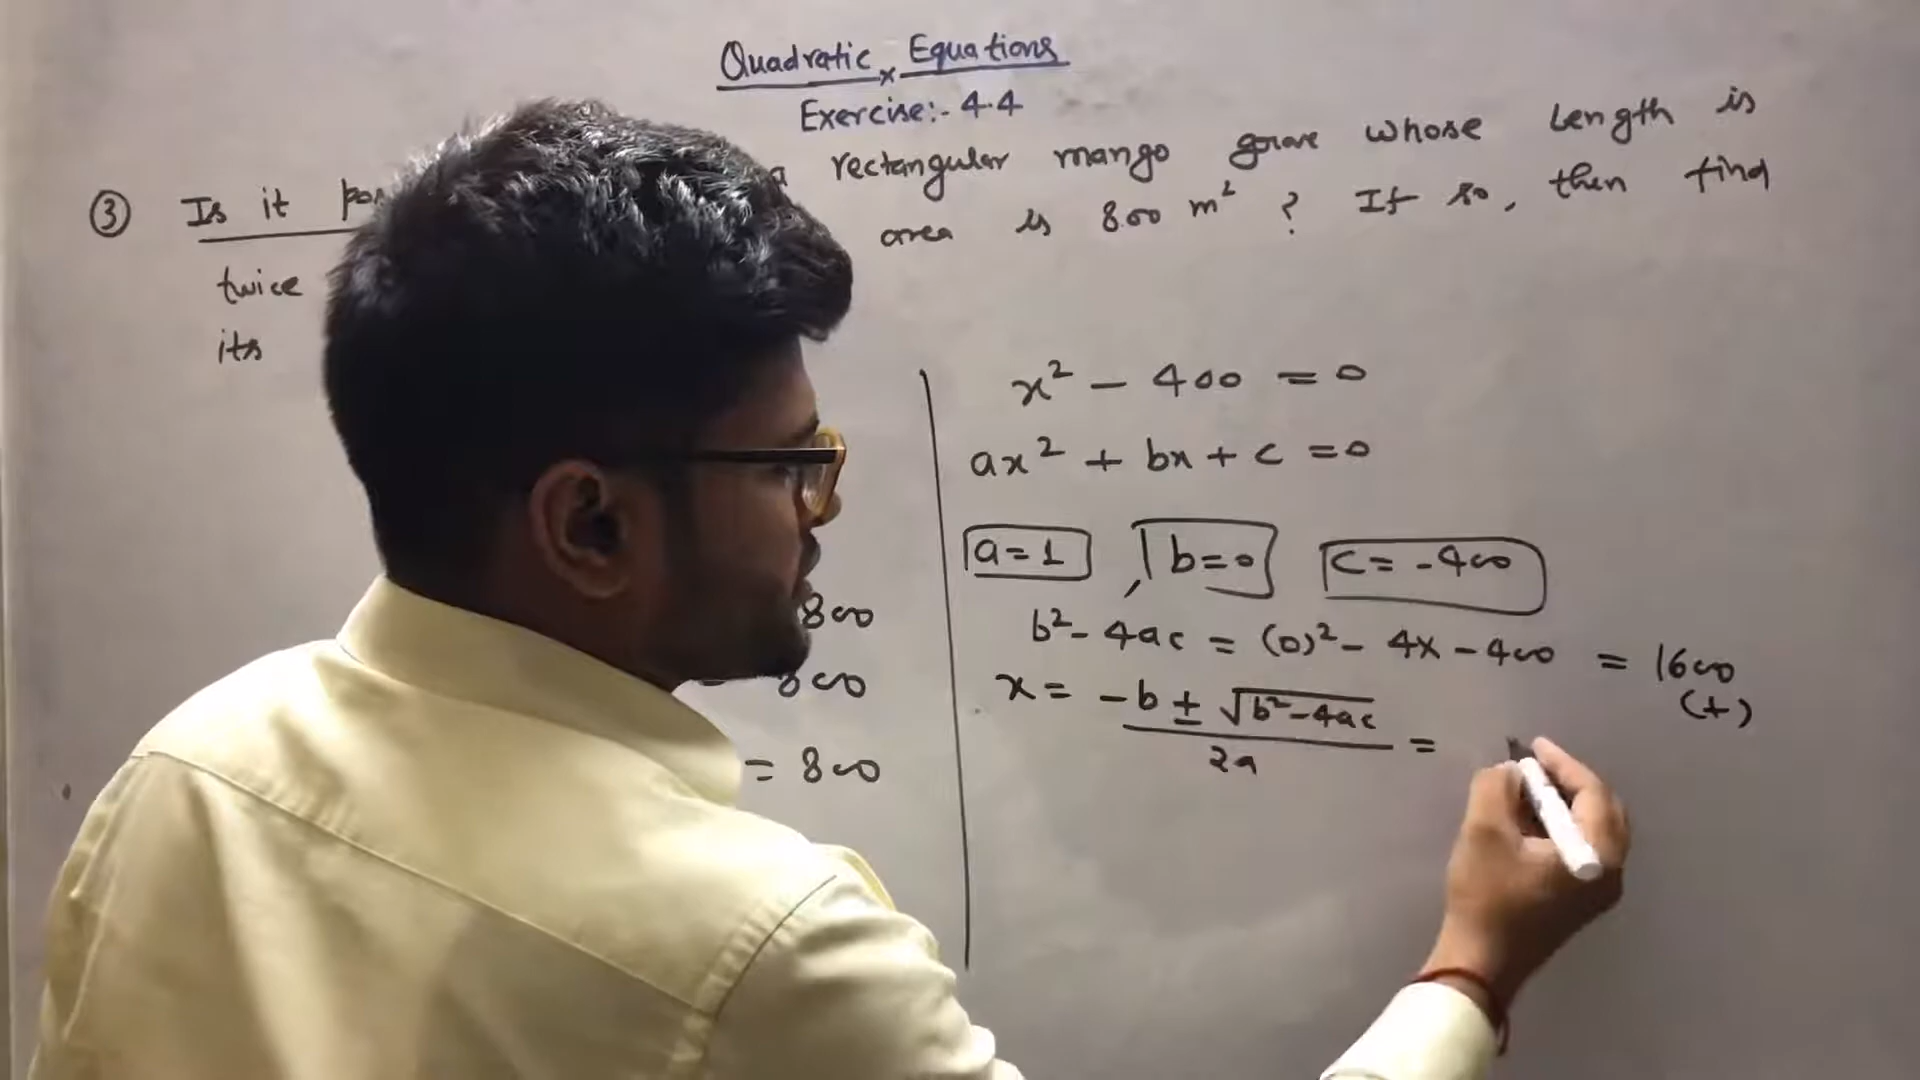 Quadratic Equations
Exercise:- 4.4
③ Is it a rectangular mango grove whose length is
twice area is 800 m² ? If so, then find
its
800
800
= 800
x² - 400 = 0
ax² + bx + c = 0
a = 1 , b = 0 c = -400
b² - 4ac = (0)² - 4x - 400 = 1600
(+)
x = -b ± √b² - 4ac / 2a =